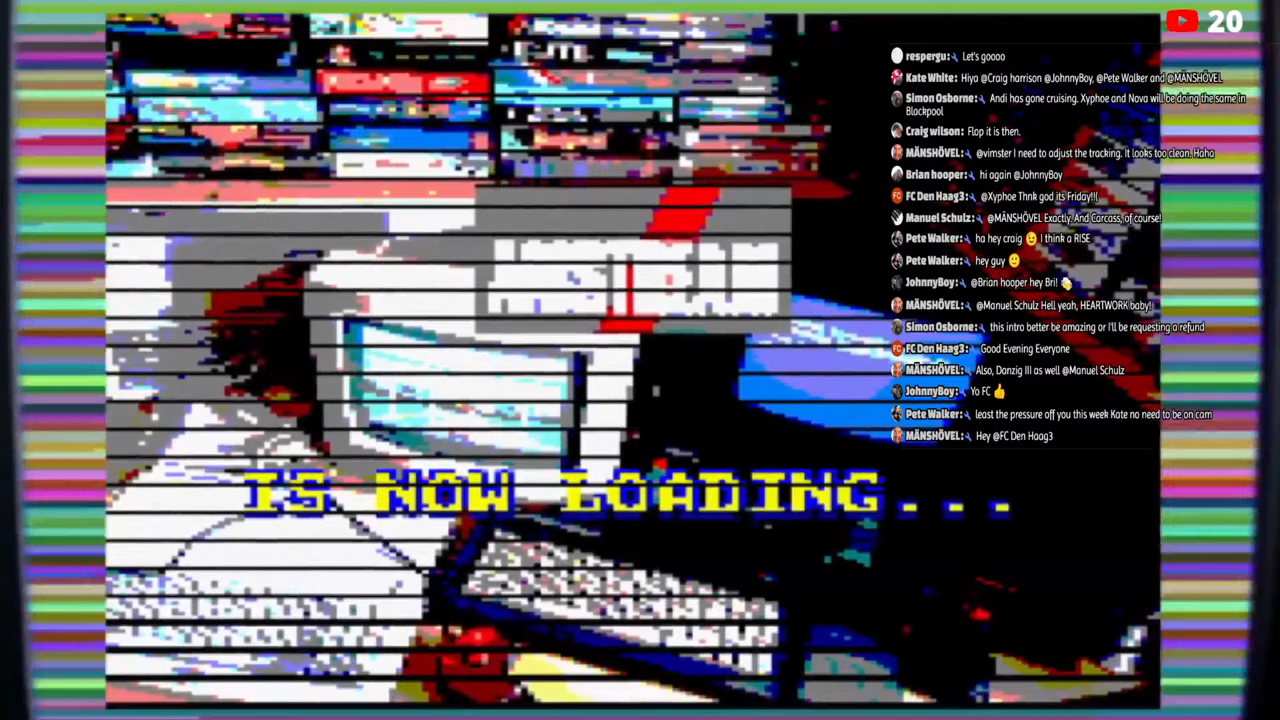 20
respergu: Let's goooo
Kate White: Hiya @Craig harrison @JohnnyBoy, @Pete Walker and @MÄNSHÖVEL
Simon Osborne: Andi has gone cruising. Xyphoe and Nova will be doing the same in
Blackpool
Craig wilson: Flop it is then.
MÄNSHÖVEL: @vimster I need to adjust the tracking. it looks too clean. Haha
Brian hooper: hi again @JohnnyBoy
FC Den Haag3: @Xyphoe Thnk god its Friday!!(
Manuel Schulz: @MÄNSHÖVEL Exactly. And Carcass, of course!
Pete Walker: ha hey craig 🙂 I think a RISE
Pete Walker: hey guy 🙂
JohnnyBoy: @Brian hooper hey Bri! 🍻
MÄNSHÖVEL: @Manuel Schulz Hell yeah, HEARTWORK baby!
Simon Osborne: this intro better be amazing or I'll be requesting a refund
FC Den Haag3: Good Evening Everyone
MÄNSHÖVEL: Also, Danzig III as well @Manuel Schulz
JohnnyBoy: Yo FC 👍
Pete Walker: least the pressure off you this week Kate no need to be on cam
MÄNSHÖVEL: Hey @FC Den Haag3
IS NOW LOADING...